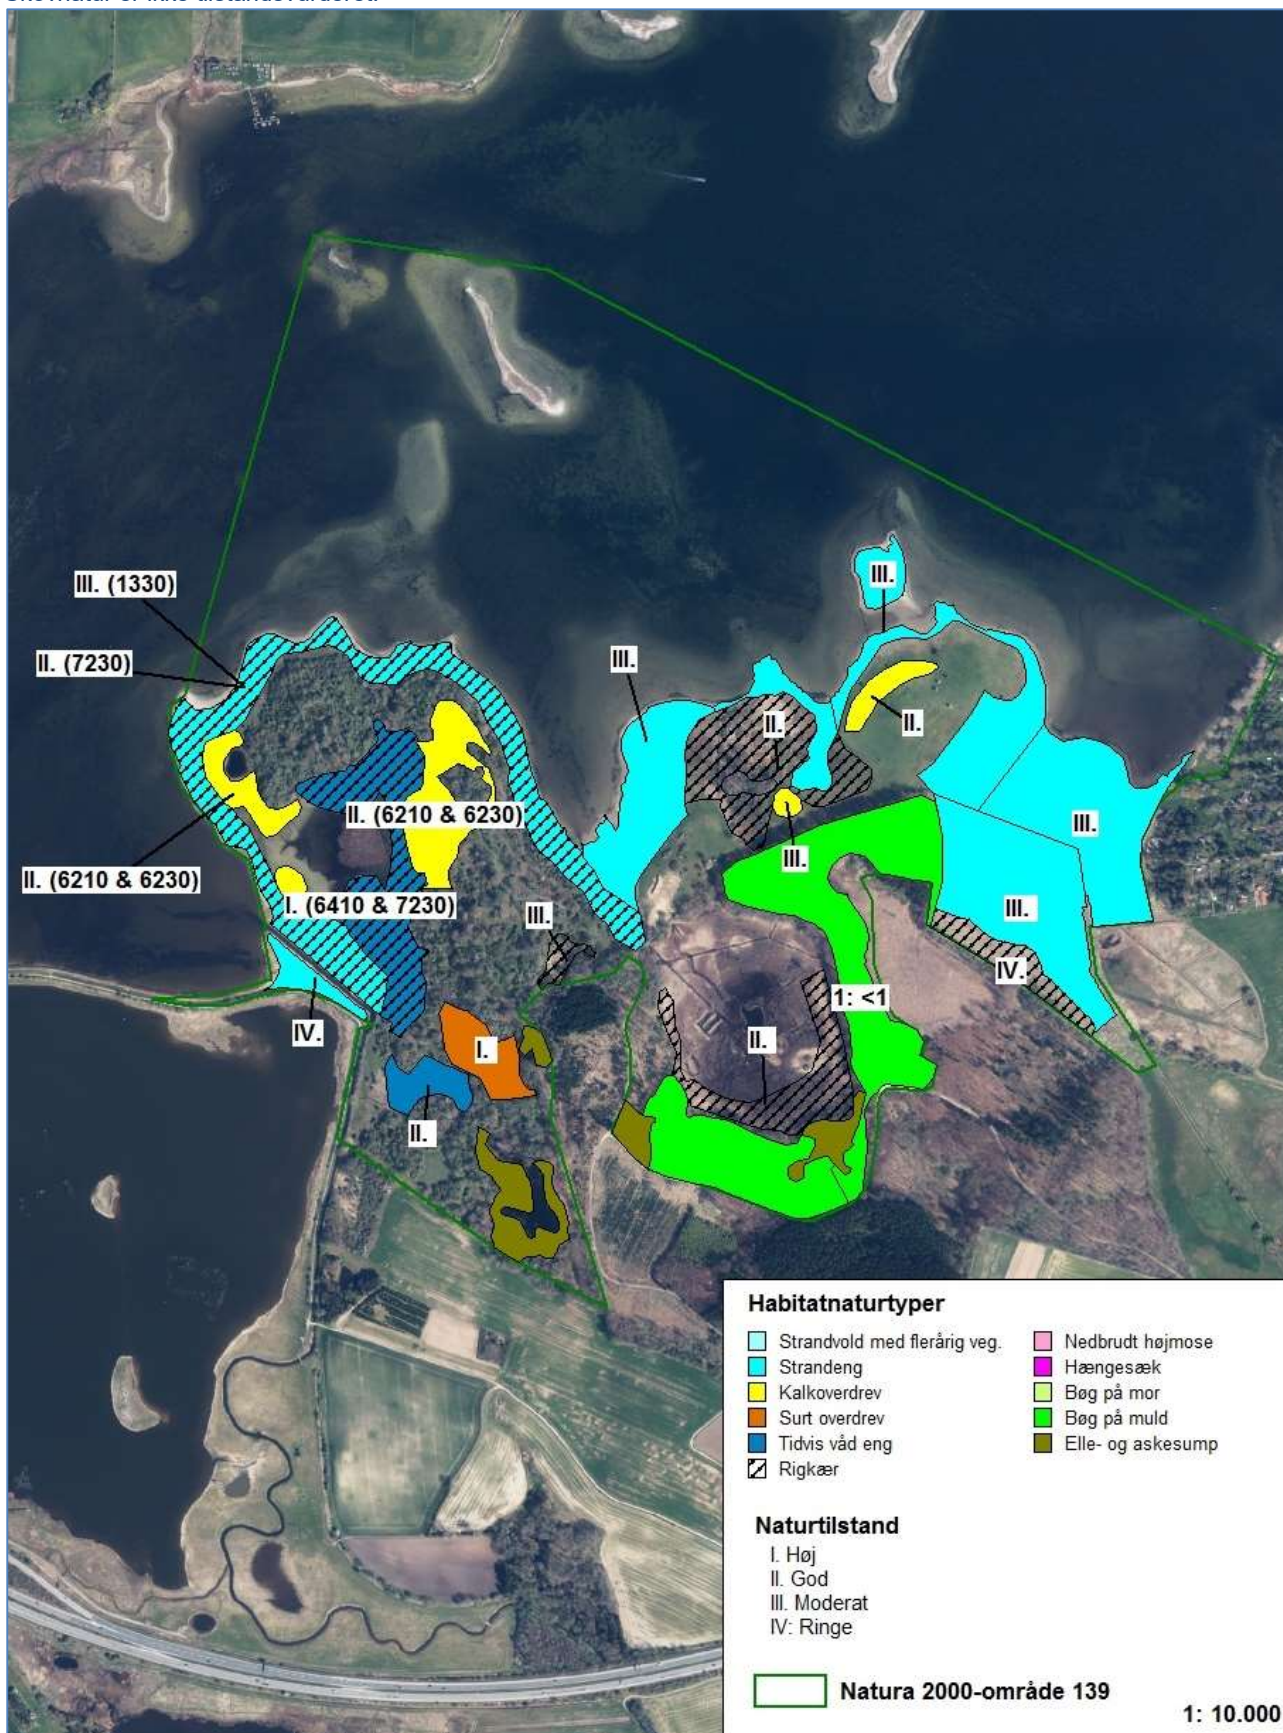 III. (1330)
II. (7230)
III.
III.
II.
II.
II. (6210 & 6230)
III.
III.
II. (6210 & 6230)
I. (6410 & 7230)
III.
III.
IV.
1: <1
IV.
II.
I.
II.
Habitatnaturtyper
Strandvold med flerårig veg.
Strandeng
Kalkoverdrev
Surt overdrev
Tidvis våd eng
Rigkær
Nedbrudt højmose
Hængesæk
Bøg på mor
Bøg på muld
Elle- og askesump
Naturtilstand
I. Høj
II. God
III. Moderat
IV: Ringe
Natura 2000-område 139
1: 10.000